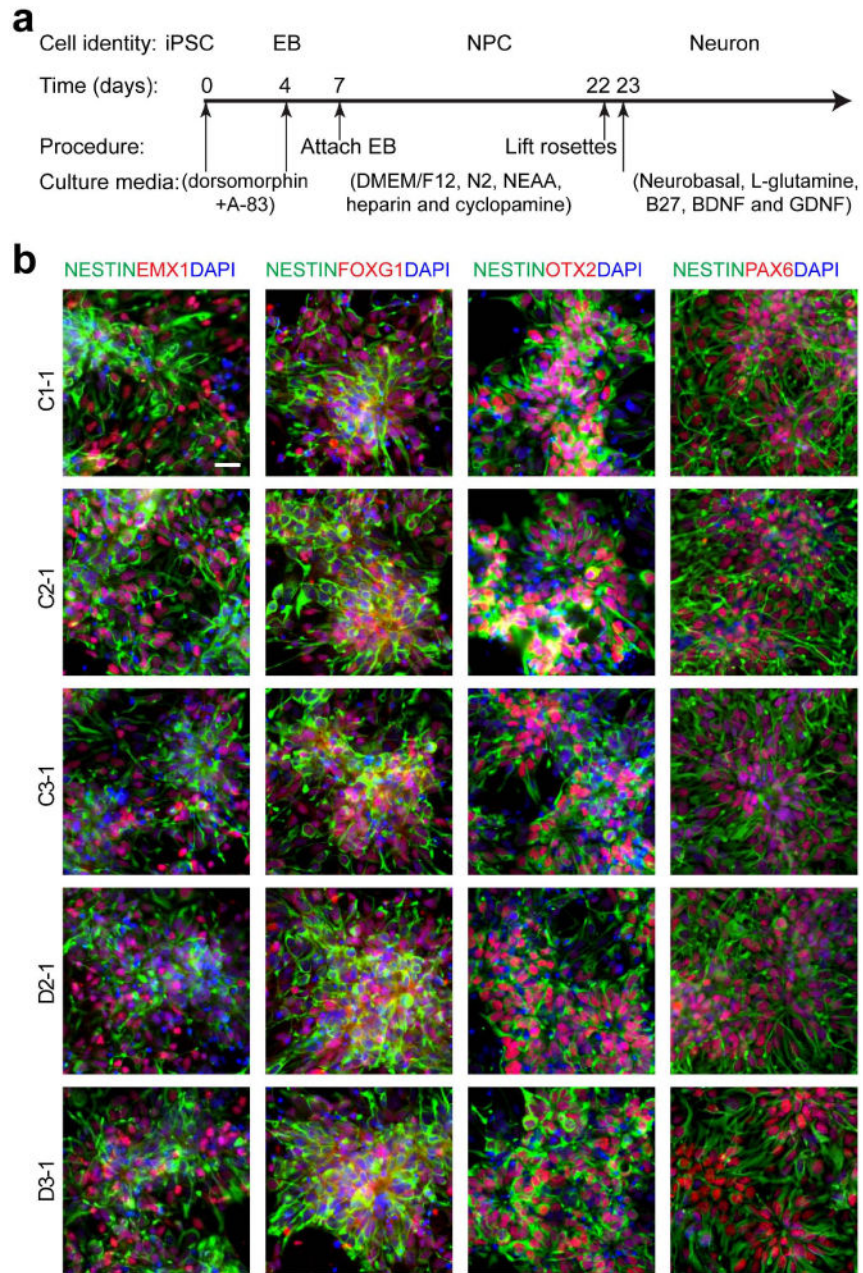 a
Cell identity: iPSC EB NPC Neuron
Time (days): 0 4 7 22 23
Procedure: Attach EB Lift rosettes
Culture media: (dorsomorphin (DMEM/F12, N2, NEAA, (Neurobasal, L-glutamine,
+A-83) heparin and cyclopamine) B27, BDNF and GDNF)
b
NESTINEMX1DAPI NESTINFOXG1DAPI NESTINOTX2DAPI NESTINPAX6DAPI
C1-1
C2-1
C3-1
D2-1
D3-1